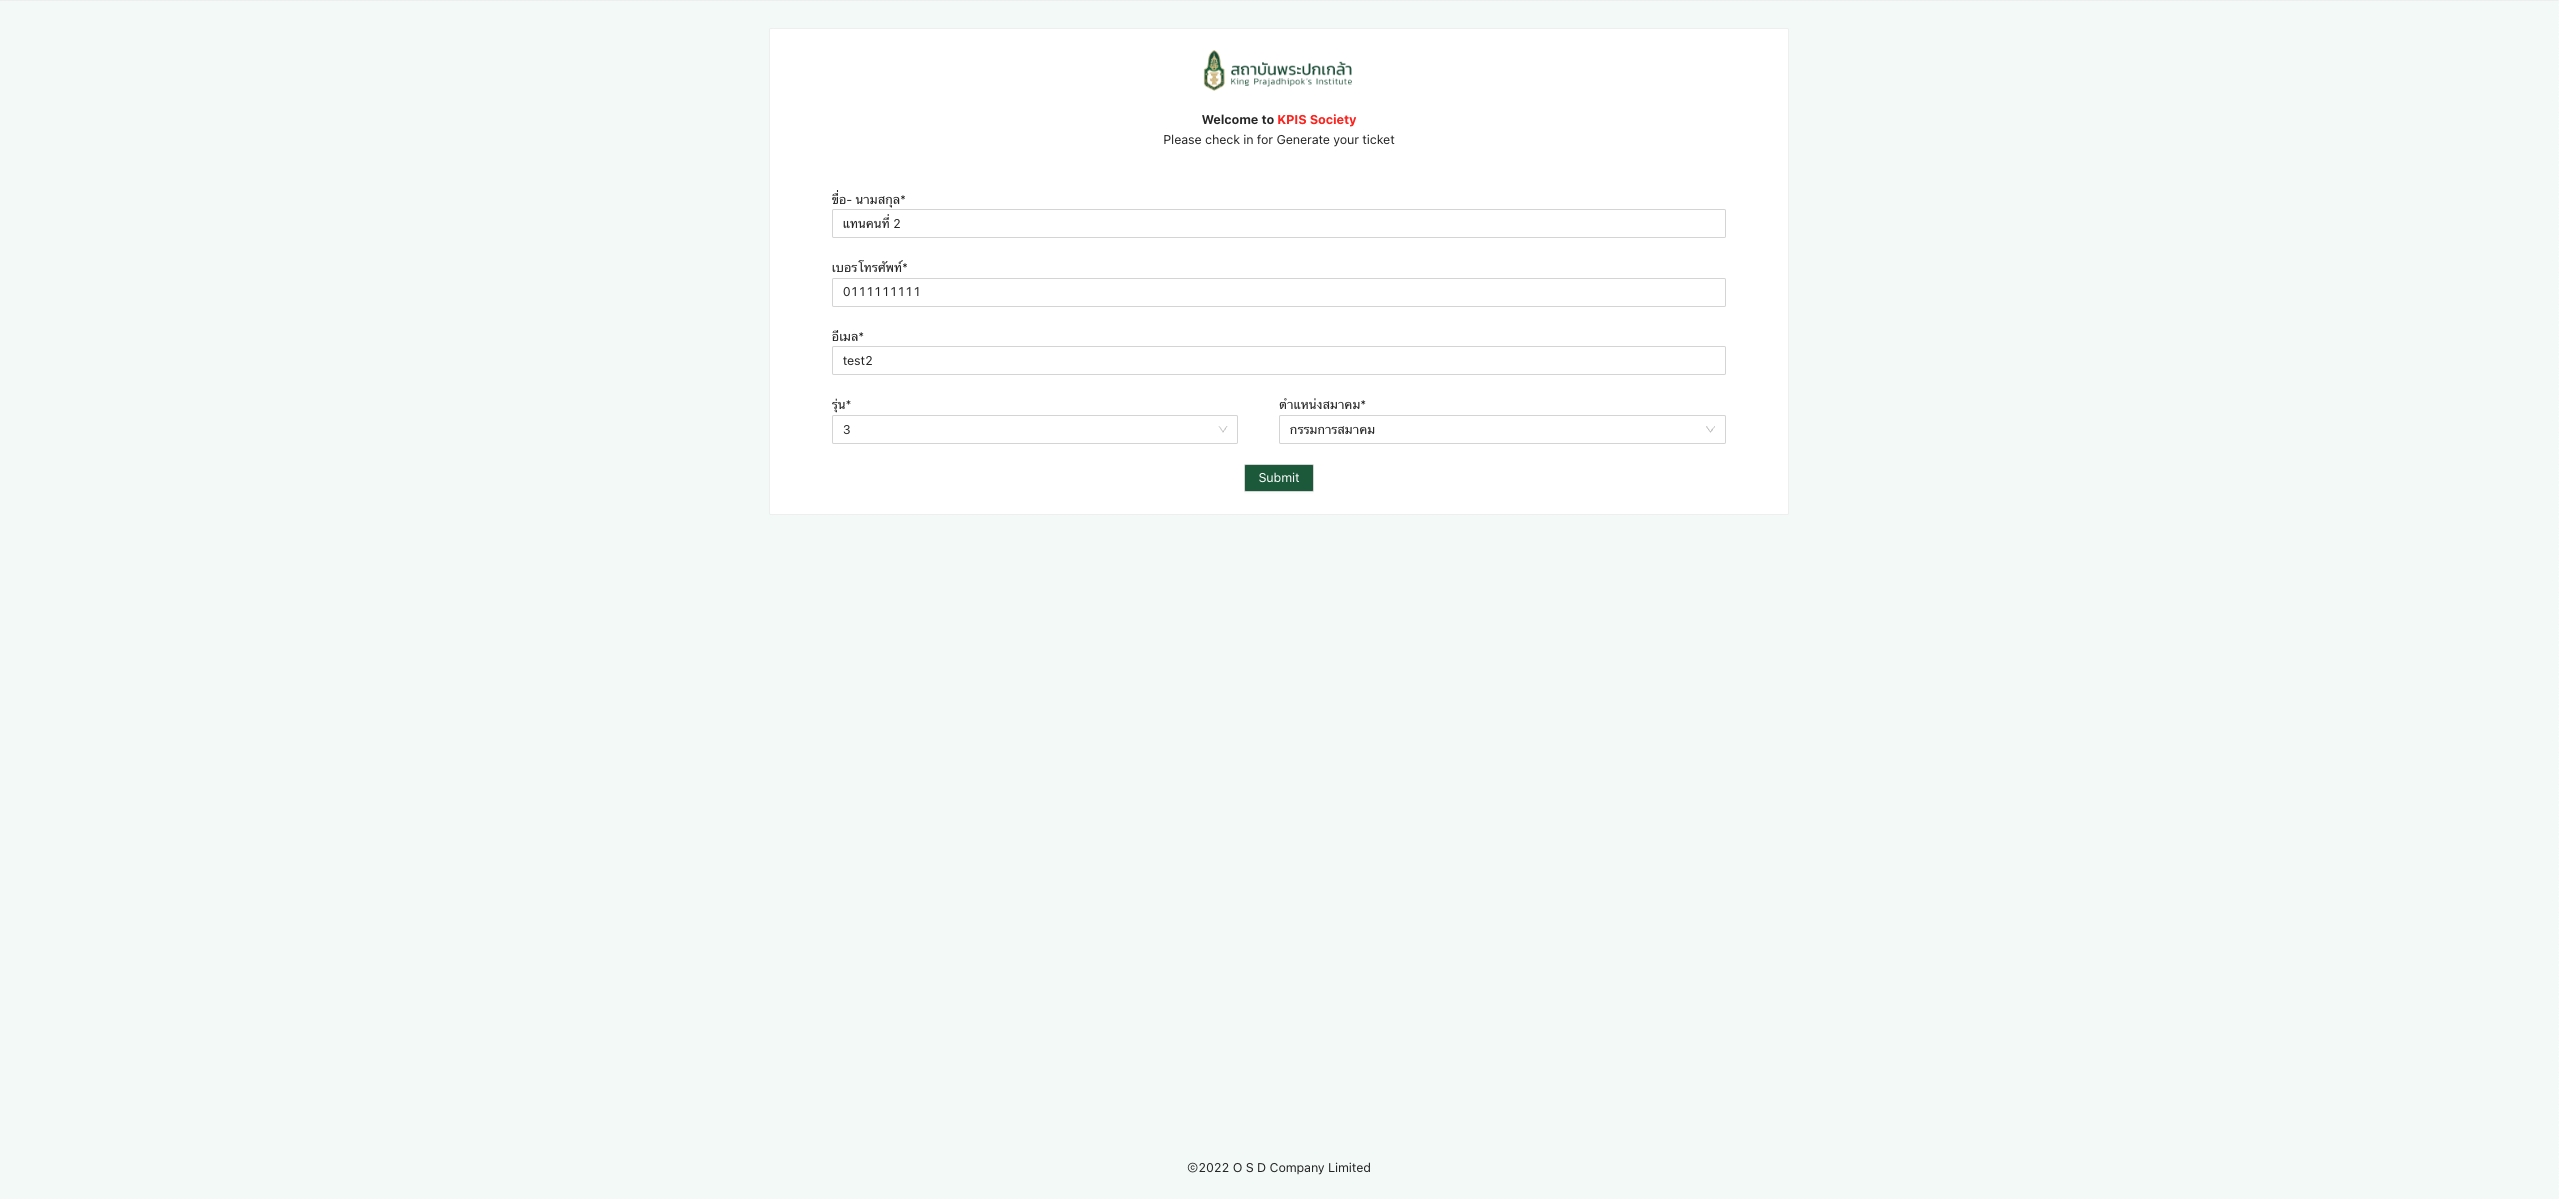 สถาบันพระปกเกล้า
King Prajadhipok's Institute
Welcome to KPIS Society
Please check in for Generate your ticket
ชื่อ- นามสกุล*
แทนคนที่ 2
เบอรโทรศัพท์*
0111111111
อีเมล*
test2
รุ่น*
ตำแหน่งสมาคม*
3
กรรมการสมาคม
Submit
©2022 O S D Company Limited